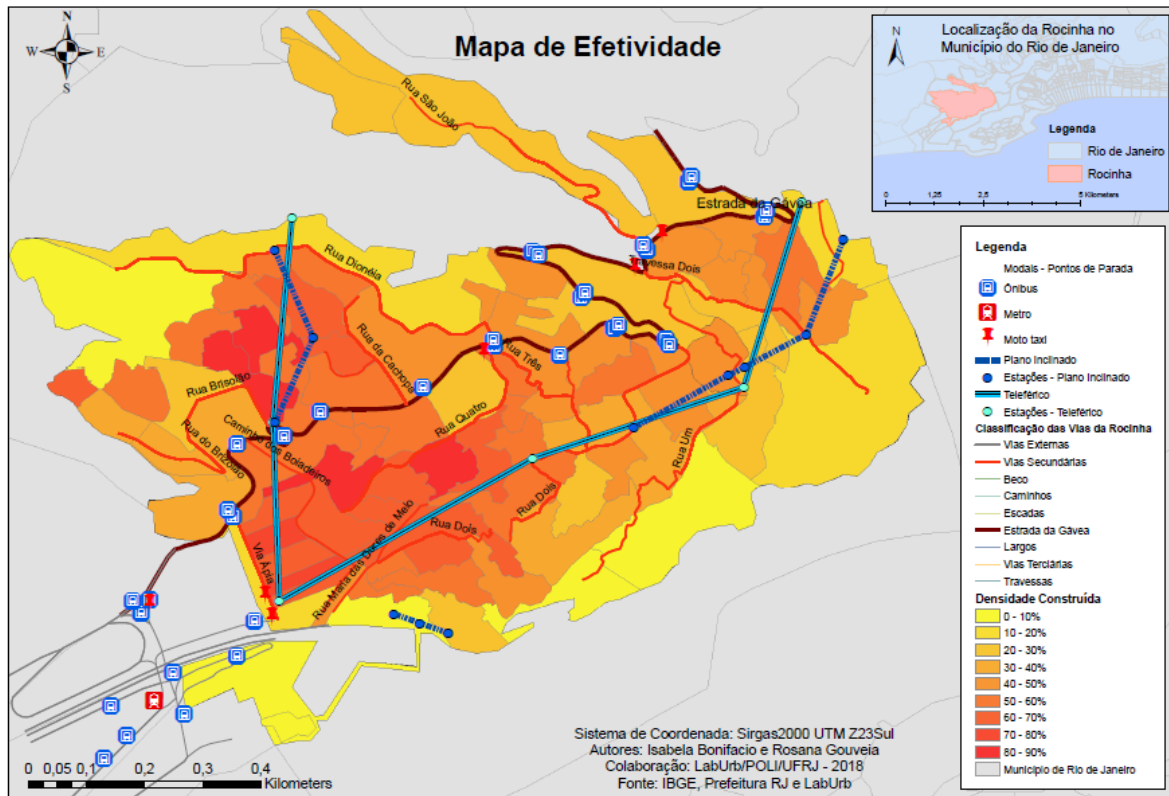 Mapa de Efetividade
N
W
E
S
Localização da Rocinha no
Município do Rio de Janeiro
N
Legenda
Rio de Janeiro
Rocinha
0
1,25
2,5
5 Kilometers
Rua São João
Estrada da Gávea
Travessa Dois
Rua Dionéia
Rua da Cachopa
Rua Três
Rua Brisolão
Rua Quatro
Caminho dos Boiadeiros
Rua do Brizolão
Rua Um
Rua Dois
Rua Dois
Via Ápia
Rua Maria das Dores de Melo
Legenda
Modais - Pontos de Parada
Ônibus
Metro
Moto taxi
Plano Inclinado
Estações - Plano Inclinado
Teleférico
Estações - Teleférico
Classificação das Vias da Rocinha
Vias Externas
Vias Secundárias
Beco
Caminhos
Escadas
Estrada da Gávea
Largos
Vias Terciárias
Travessas
Densidade Construída
0 - 10%
10 - 20%
20 - 30%
30 - 40%
40 - 50%
50 - 60%
60 - 70%
70 - 80%
80 - 90%
Município de Rio de Janeiro
Sistema de Coordenada: Sirgas2000 UTM Z23Sul
Autores: Isabela Bonifacio e Rosana Gouveia
Colaboração: LabUrb/POLI/UFRJ - 2018
Fonte: IBGE, Prefeitura RJ e LabUrb
0 0,05 0,1 0,2 0,3 0,4
Kilometers